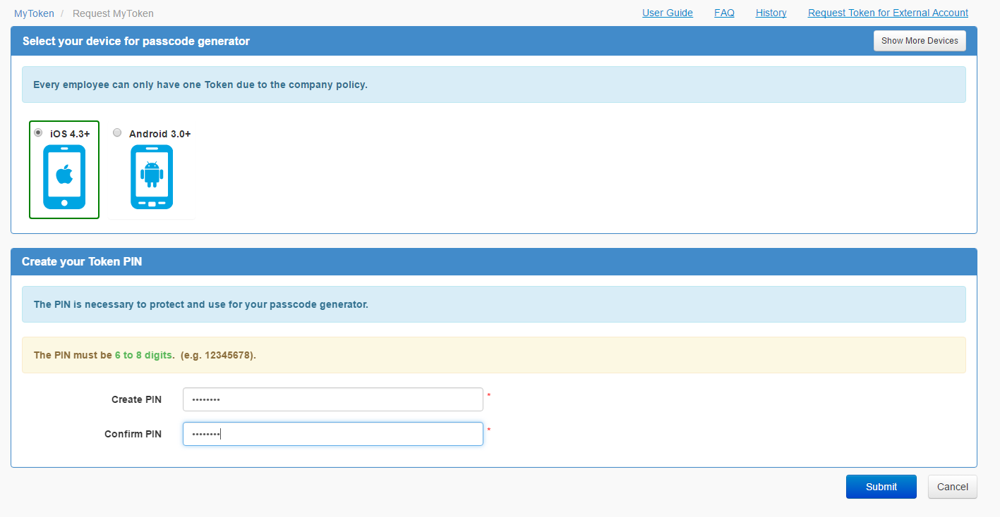 MyToken / Request MyToken
User Guide FAQ History Request Token for External Account
Select your device for passcode generator
Show More Devices
Every employee can only have one Token due to the company policy.
iOS 4.3+ Android 3.0+
Create your Token PIN
The PIN is necessary to protect and use for your passcode generator.
The PIN must be 6 to 8 digits. (e.g. 12345678).
Create PIN •••••••• *
Confirm PIN •••••••• *
Submit Cancel